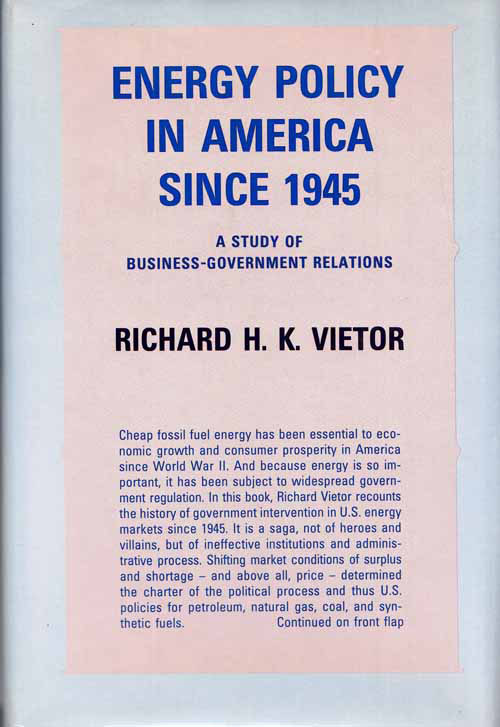 ENERGY POLICY
IN AMERICA
SINCE 1945
A STUDY OF
BUSINESS-GOVERNMENT RELATIONS
RICHARD H. K. VIETOR
Cheap fossil fuel energy has been essential to eco-
nomic growth and consumer prosperity in America
since World War II. And because energy is so im-
portant, it has been subject to widespread govern-
ment regulation. In this book, Richard Vietor recounts
the history of government intervention in U.S. energy
markets since 1945. It is a saga, not of heroes and
villains, but of ineffective institutions and adminis-
trative process. Shifting market conditions of surplus
and shortage – and above all, price – determined
the charter of the political process and thus U.S.
policies for petroleum, natural gas, coal, and syn-
thetic fuels. Continued on front flap